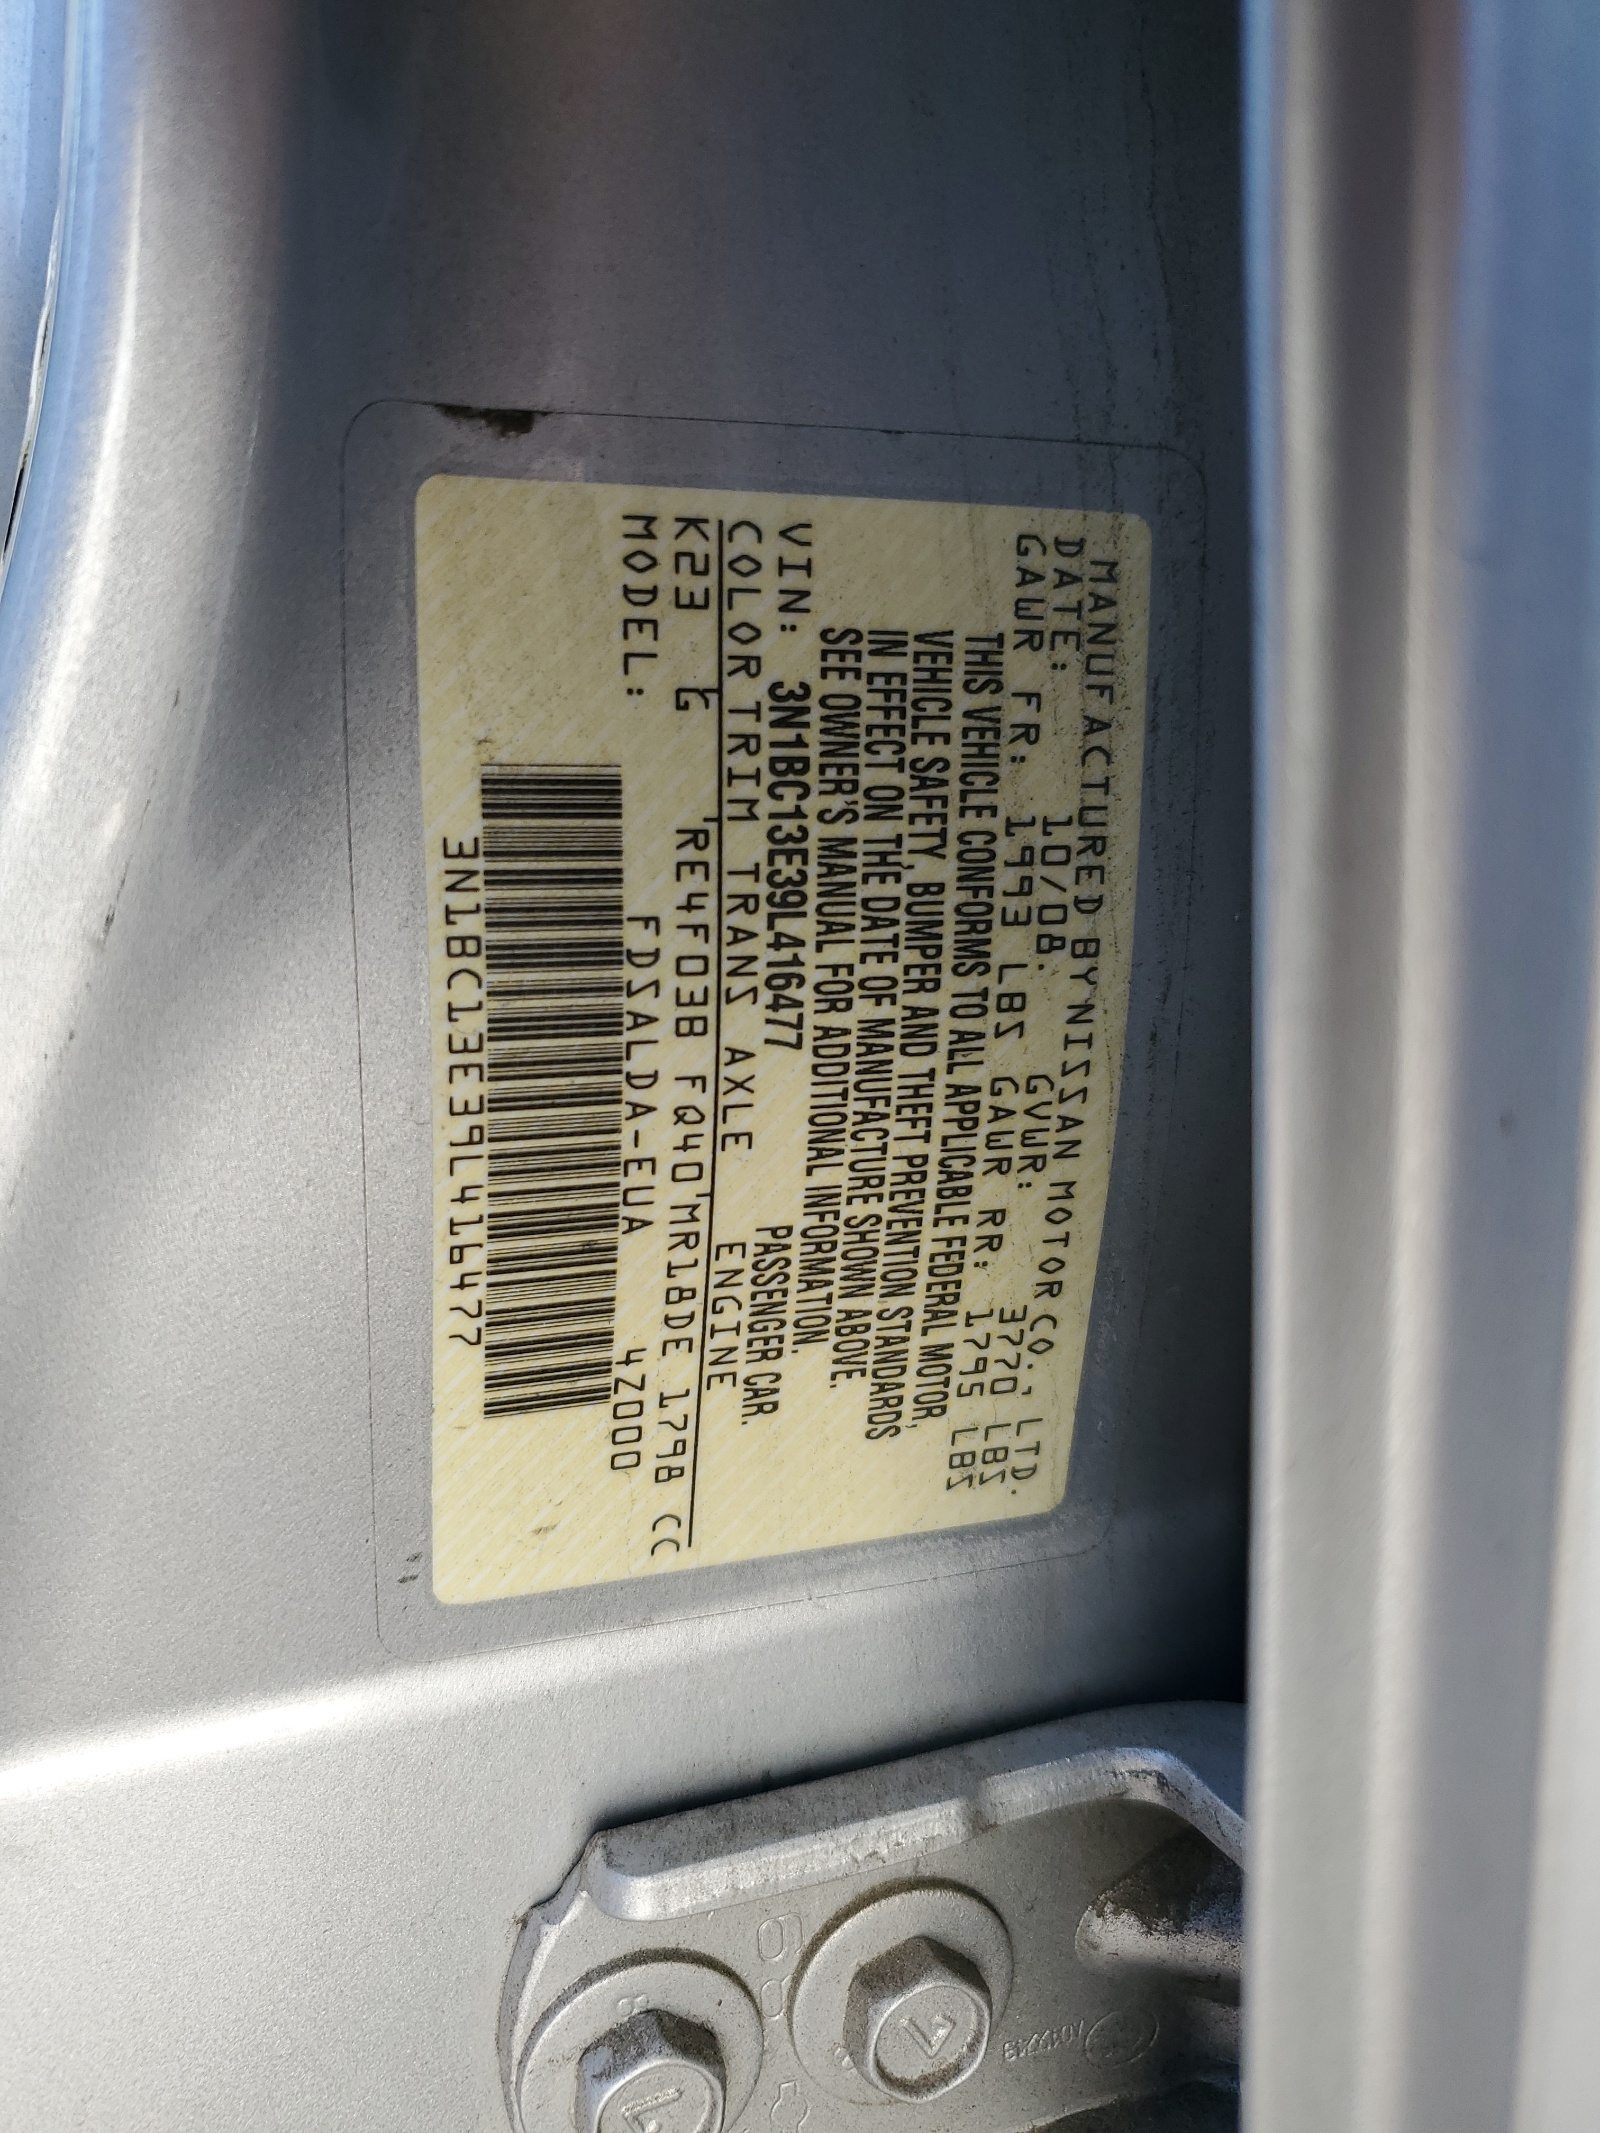 MANUFACTURED BY NISSAN MOTOR CO., LTD.
DATE: 10/08. GVWR: 3770 LBS
GAWR FR: 1993 LBS GAWR RR: 1795 LBS
THIS VEHICLE CONFORMS TO ALL APPLICABLE FEDERAL MOTOR
VEHICLE SAFETY, BUMPER AND THEFT PREVENTION STANDARDS
IN EFFECT ON THE DATE OF MANUFACTURE SHOWN ABOVE.
SEE OWNER'S MANUAL FOR ADDITIONAL INFORMATION.
VIN: 3N1BC13E39L416477 PASSENGER CAR.
COLOR TRIM TRANS AXLE ENGINE
K23 G RE4F03B FQ40 MR18DE 1798 CC
MODEL: FDSALDA-EUA 4Z000
3N1BC13E39L416477